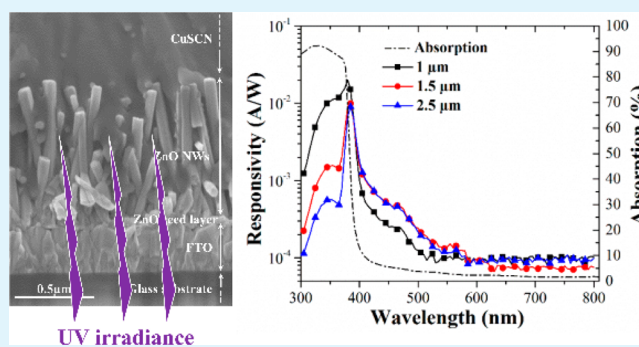 CuSCN
ZnO NWs
ZnO seed layer
FTO
0.5μm
Glass substrate
UV irradiance
Responsivity (A/W)
10⁻¹
10⁻²
10⁻³
10⁻⁴
Absorption
1 μm
1.5 μm
2.5 μm
300 400 500 600 700 800
Wavelength (nm)
100
90
80
70
60
50
40
30
20
10
0
Absorption (%)